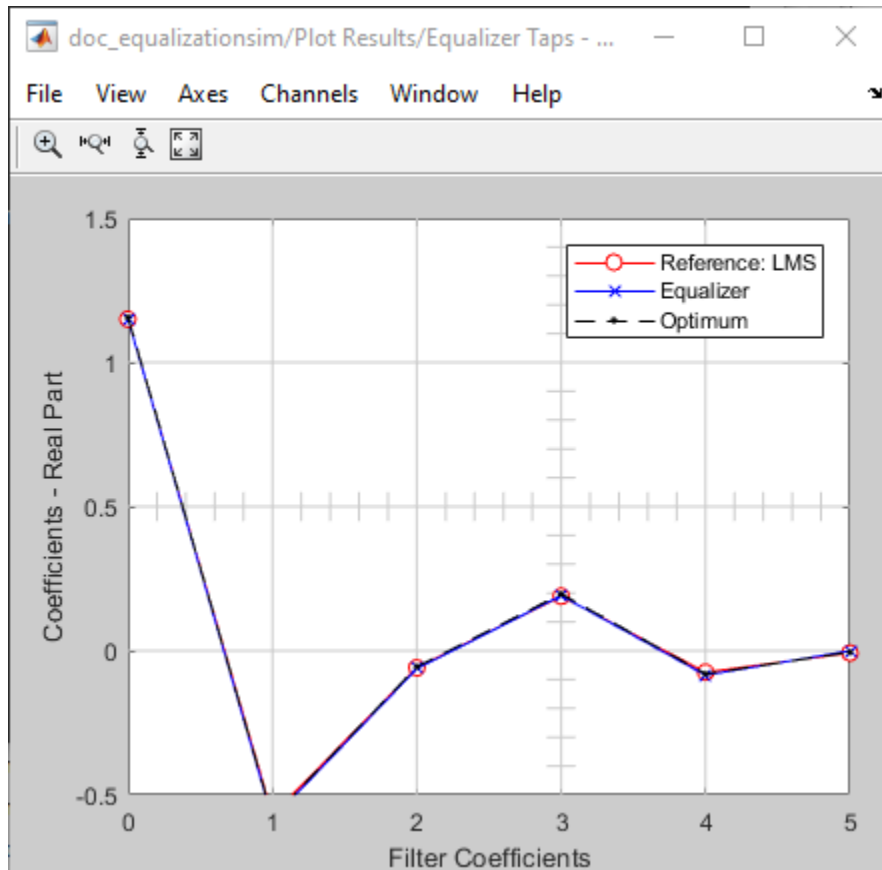 doc_equalizationsim/Plot Results/Equalizer Taps - ...
File View Axes Channels Window Help
1.5
1
0.5
0
-0.5
Coefficients - Real Part
Reference: LMS
Equalizer
Optimum
0 1 2 3 4 5
Filter Coefficients